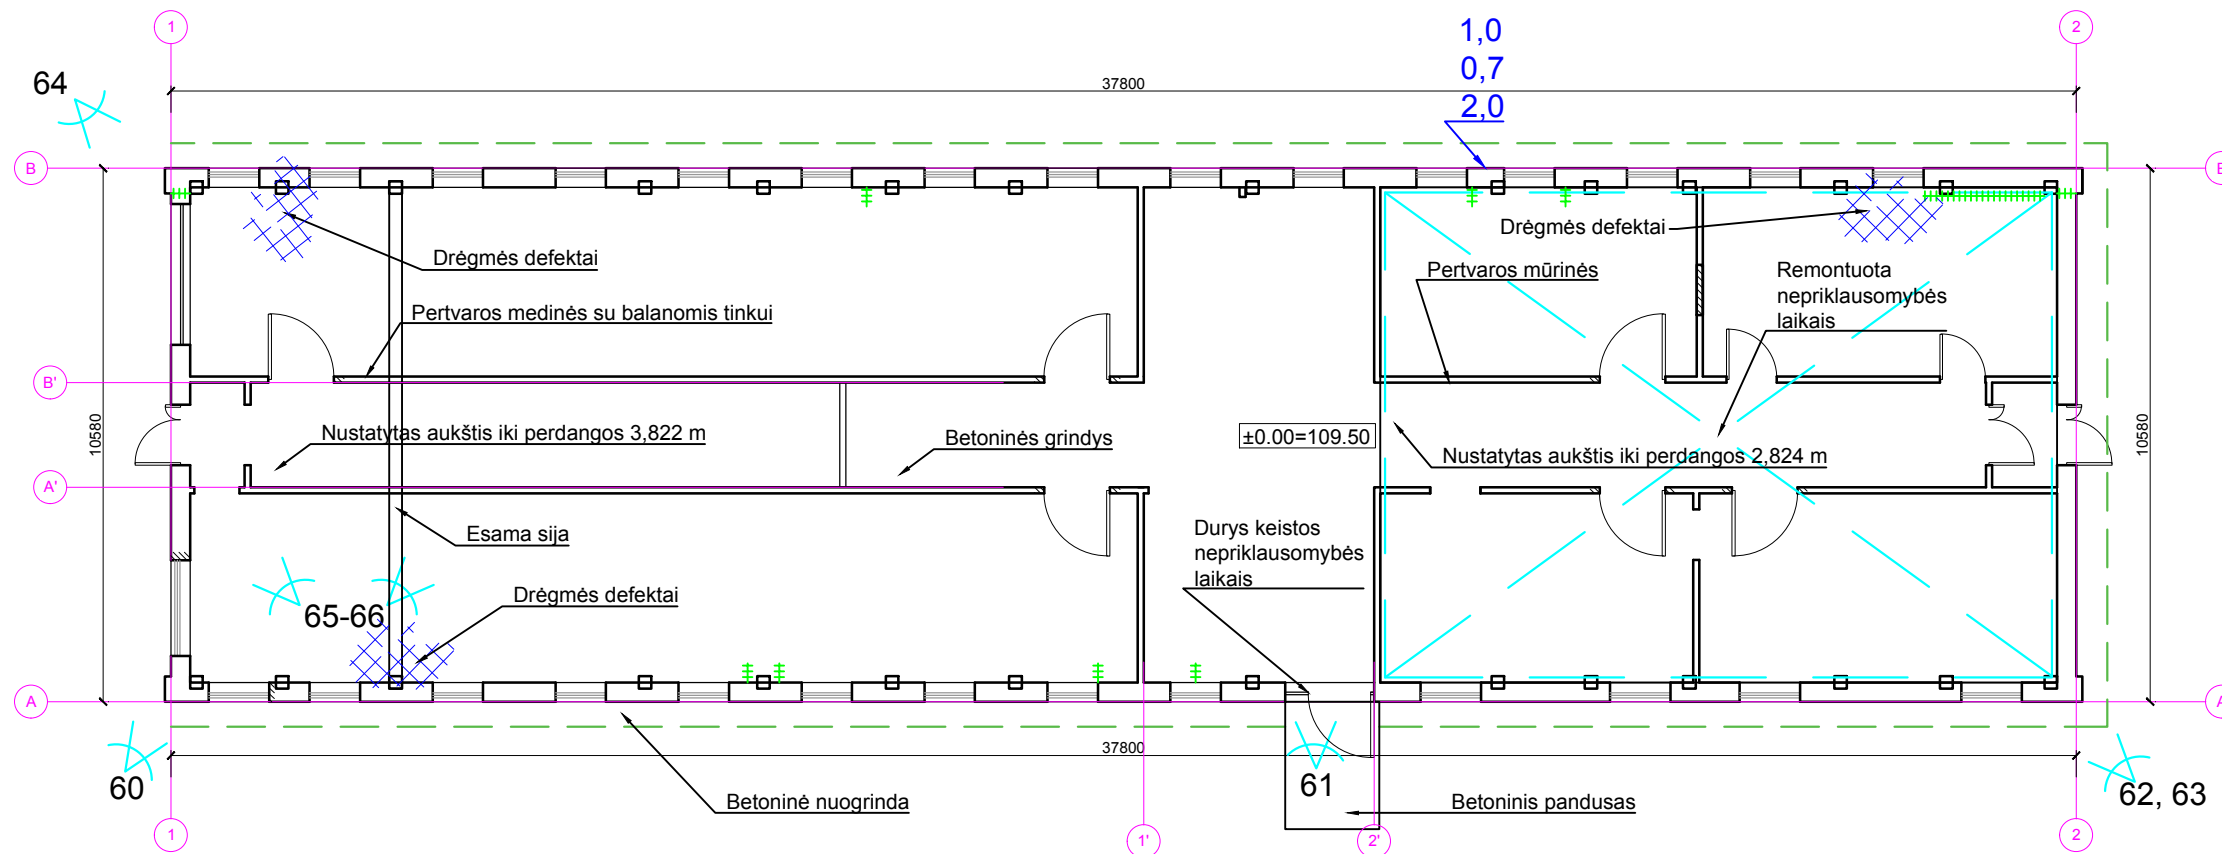 1
2
1,0
0,7
2,0
64
37800
B
B
Drėgmės defektai
Drėgmės defektai
Pertvaros mūrinės
Remontuota
nepriklausomybės
laikais
Pertvaros medinės su balanomis tinkui
B'
10580
Nustatytas aukštis iki perdangos 3,822 m
Betoninės grindys
±0.00=109.50
Nustatytas aukštis iki perdangos 2,824 m
10580
A'
Esama sija
Durys keistos
nepriklausomybės
laikais
Drėgmės defektai
65-66
A
A
37800
60
61
62, 63
Betoninė nuogrinda
Betoninis pandusas
1
1'
2'
2